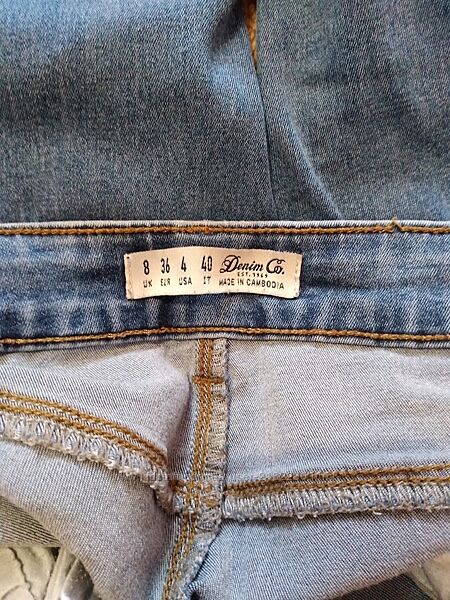 8 36 4 40 Denim Co.
EST. 1969
UK EUR USA IT MADE IN CAMBODIA